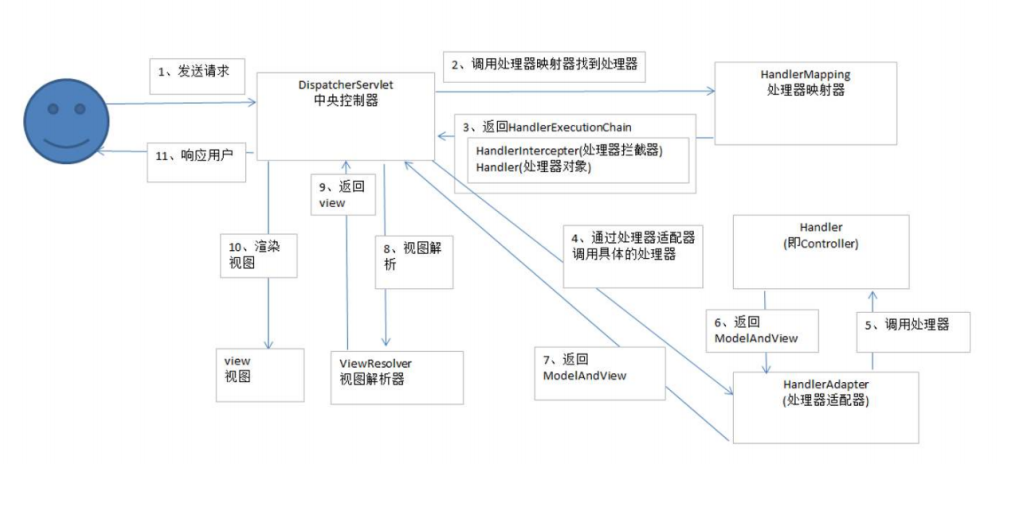 1、发送请求
DispatcherServlet
中央控制器
2、调用处理器映射器找到处理器
HandlerMapping
处理器映射器
3、返回HandlerExecutionChain
HandlerIntercepter(处理器拦截器)
Handler(处理器对象)
11、响应用户
9、返回
view
10、渲染
视图
8、视图解
析
4、通过处理器适配器
调用具体的处理器
Handler
(即Controller)
6、返回
ModelAndView
5、调用处理器
7、返回
ModelAndView
view
视图
ViewResolver
视图解析器
HandlerAdapter
(处理器适配器)